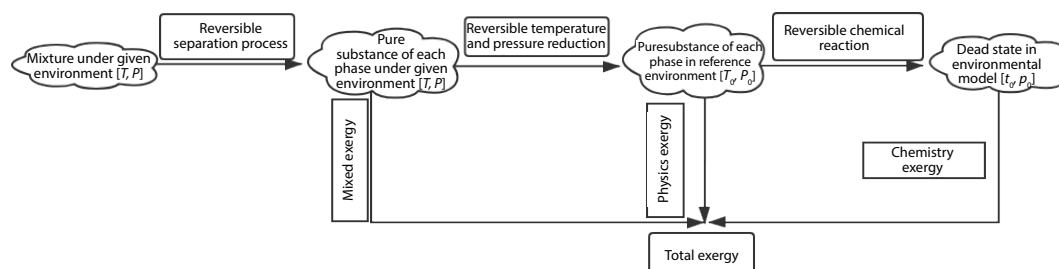 Mixture under given
environment [T, P]
Reversible
separation process
Pure
substance of each
phase under given
environment [T, P]
Reversible temperature
and pressure reduction
Puresubstance of each
phase in reference
environment [T₀, P₀]
Reversible chemical
reaction
Dead state in
environmental
model [t₀, p₀]
Mixed exergy
Physics exergy
Chemistry
exergy
Total exergy